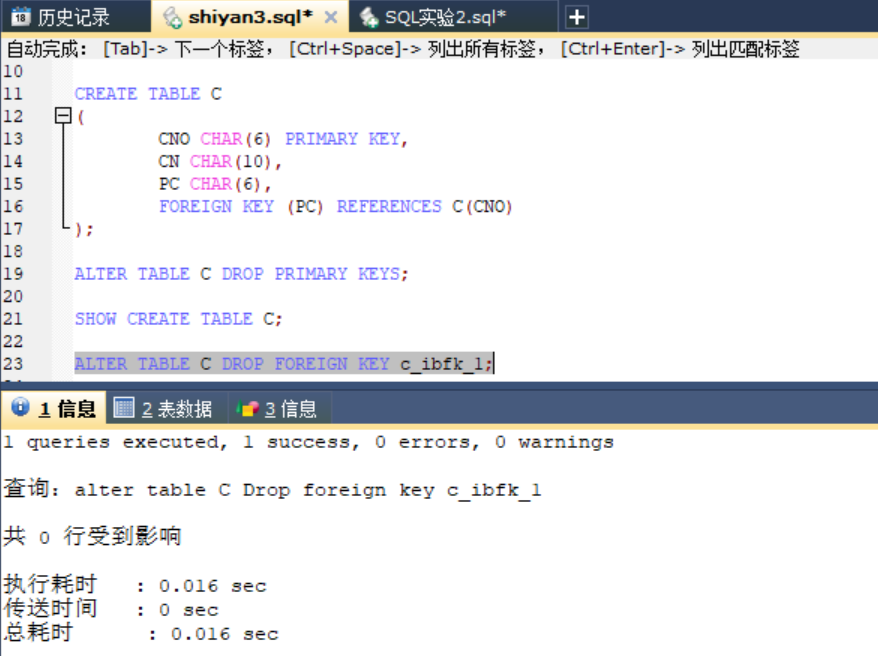 18 历史记录 shiyan3.sql* × SQL实验2.sql* +
自动完成： [Tab]-> 下一个标签， [Ctrl+Space]-> 列出所有标签， [Ctrl+Enter]-> 列出匹配标签
10
11 CREATE TABLE C
12 (
13 CNO CHAR(6) PRIMARY KEY,
14 CN CHAR(10),
15 PC CHAR(6),
16 FOREIGN KEY (PC) REFERENCES C(CNO)
17 );
18
19 ALTER TABLE C DROP PRIMARY KEYS;
20
21 SHOW CREATE TABLE C;
22
23 ALTER TABLE C DROP FOREIGN KEY c_ibfk_1;
1 信息 2 表数据 3 信息
1 queries executed, 1 success, 0 errors, 0 warnings
查询：alter table C Drop foreign key c_ibfk_1
共 0 行受到影响
执行耗时 : 0.016 sec
传送时间 : 0 sec
总耗时 : 0.016 sec